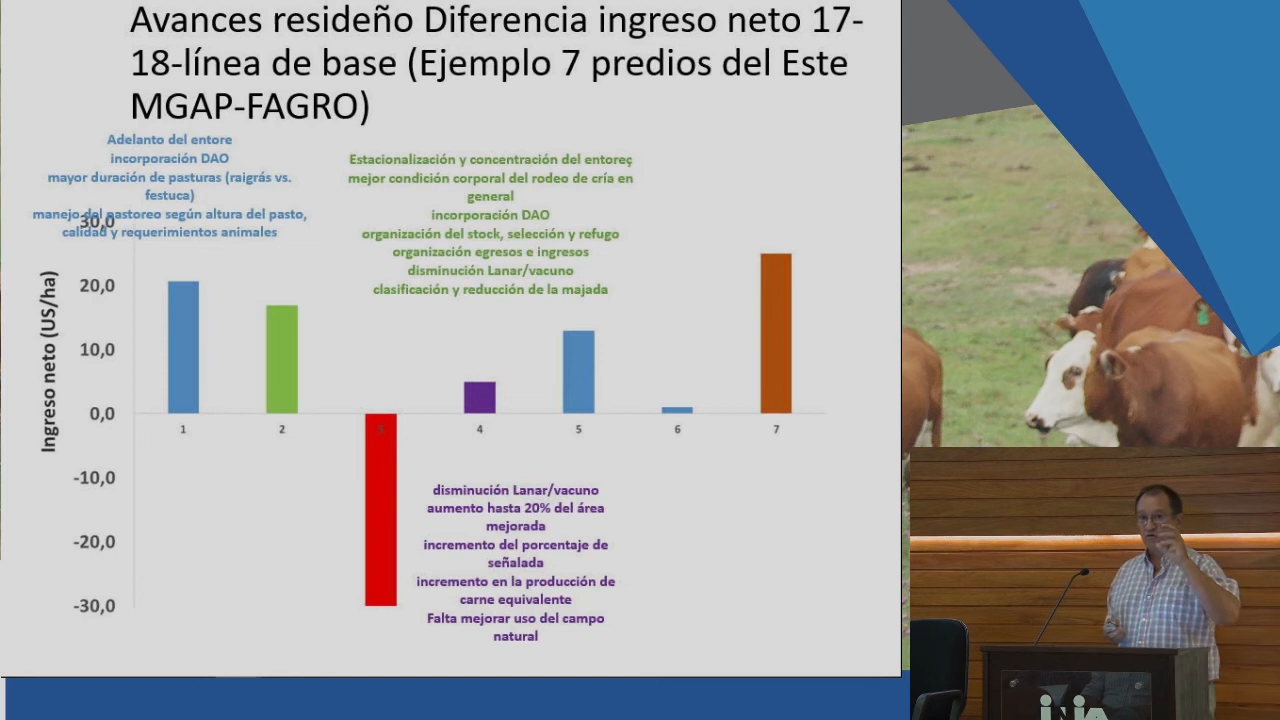 Avances resideño Diferencia ingreso neto 17-
18-línea de base (Ejemplo 7 predios del Este
MGAP-FAGRO)
Adelanto del entore
incorporación DAO
mayor duración de pasturas (raigrás vs.
festuca)
manejo del pastoreo según altura del pasto,
calidad y requerimientos animales
Estacionalización y concentración del entoreç
mejor condición corporal del rodeo de cría en
general
incorporación DAO
organización del stock, selección y refugo
organización egresos e ingresos
disminución Lanar/vacuno
clasificación y reducción de la majada
Ingreso neto (US/ha)
30,0
20,0
10,0
0,0
-10,0
-20,0
-30,0
1 2 3 4 5 6 7
disminución Lanar/vacuno
aumento hasta 20% del área
mejorada
incremento del porcentaje de
señalada
incremento en la producción de
carne equivalente
Falta mejorar uso del campo
natural
iNiA